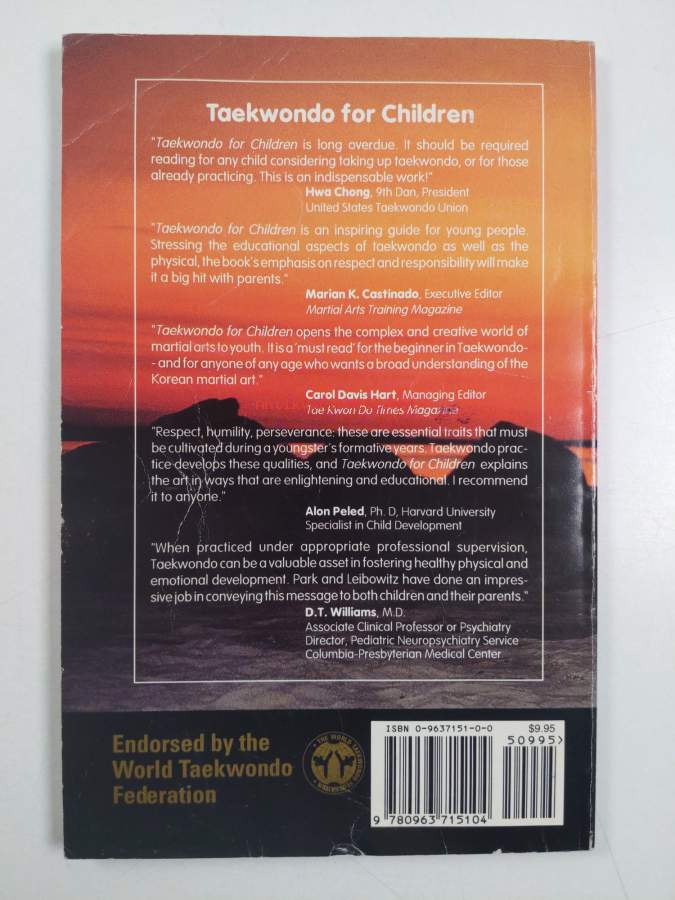 Taekwondo for Children
"Taekwondo for Children is long overdue. It should be required
reading for any child considering taking up taekwondo, or for those
already practicing. This is an indispensable work!"
Hwa Chong, 9th Dan, President
United States Taekwondo Union
"Taekwondo for Children is an inspiring guide for young people.
Stressing the educational aspects of taekwondo as well as the
physical, the book's emphasis on respect and responsibility will make
it a big hit with parents."
Marian K. Castinado, Executive Editor
Martial Arts Training Magazine
"Taekwondo for Children opens the complex and creative world of
martial arts to youth. It is a 'must read' for the beginner in Taekwondo-
- and for anyone of any age who wants a broad understanding of the
Korean martial art."
Carol Davis Hart, Managing Editor
Tae Kwon Do Times Magazine
"Respect, humility, perseverance: these are essential traits that must
be cultivated during a youngster's formative years. Taekwondo prac-
tice develops these qualities, and Taekwondo for Children explains
the art in ways that are enlightening and educational. I recommend
it to anyone."
Alon Peled, Ph. D, Harvard University
Specialist in Child Development
"When practiced under appropriate professional supervision,
Taekwondo can be a valuable asset in fostering healthy physical and
emotional development. Park and Leibowitz have done an impres-
sive job in conveying this message to both children and their parents."
D.T. Williams, M.D.
Associate Clinical Professor or Psychiatry
Director, Pediatric Neuropsychiatry Service
Columbia-Presbyterian Medical Center
Endorsed by the
World Taekwondo
Federation
THE WORLD TAEKWONDO
ISBN 0-9637151-0-0
$9.95
50995>
9 780963 715104